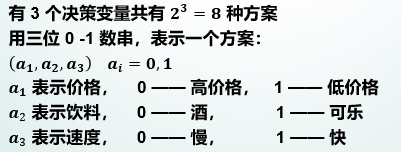 有 3 个决策变量共有 2³ = 8 种方案
用三位 0 -1 数串，表示一个方案：
(a₁, a₂, a₃)   aᵢ = 0, 1
a₁ 表示价格，   0 —— 高价格，   1 —— 低价格
a₂ 表示饮料，   0 —— 酒，   1 —— 可乐
a₃ 表示速度，   0 —— 慢，   1 —— 快